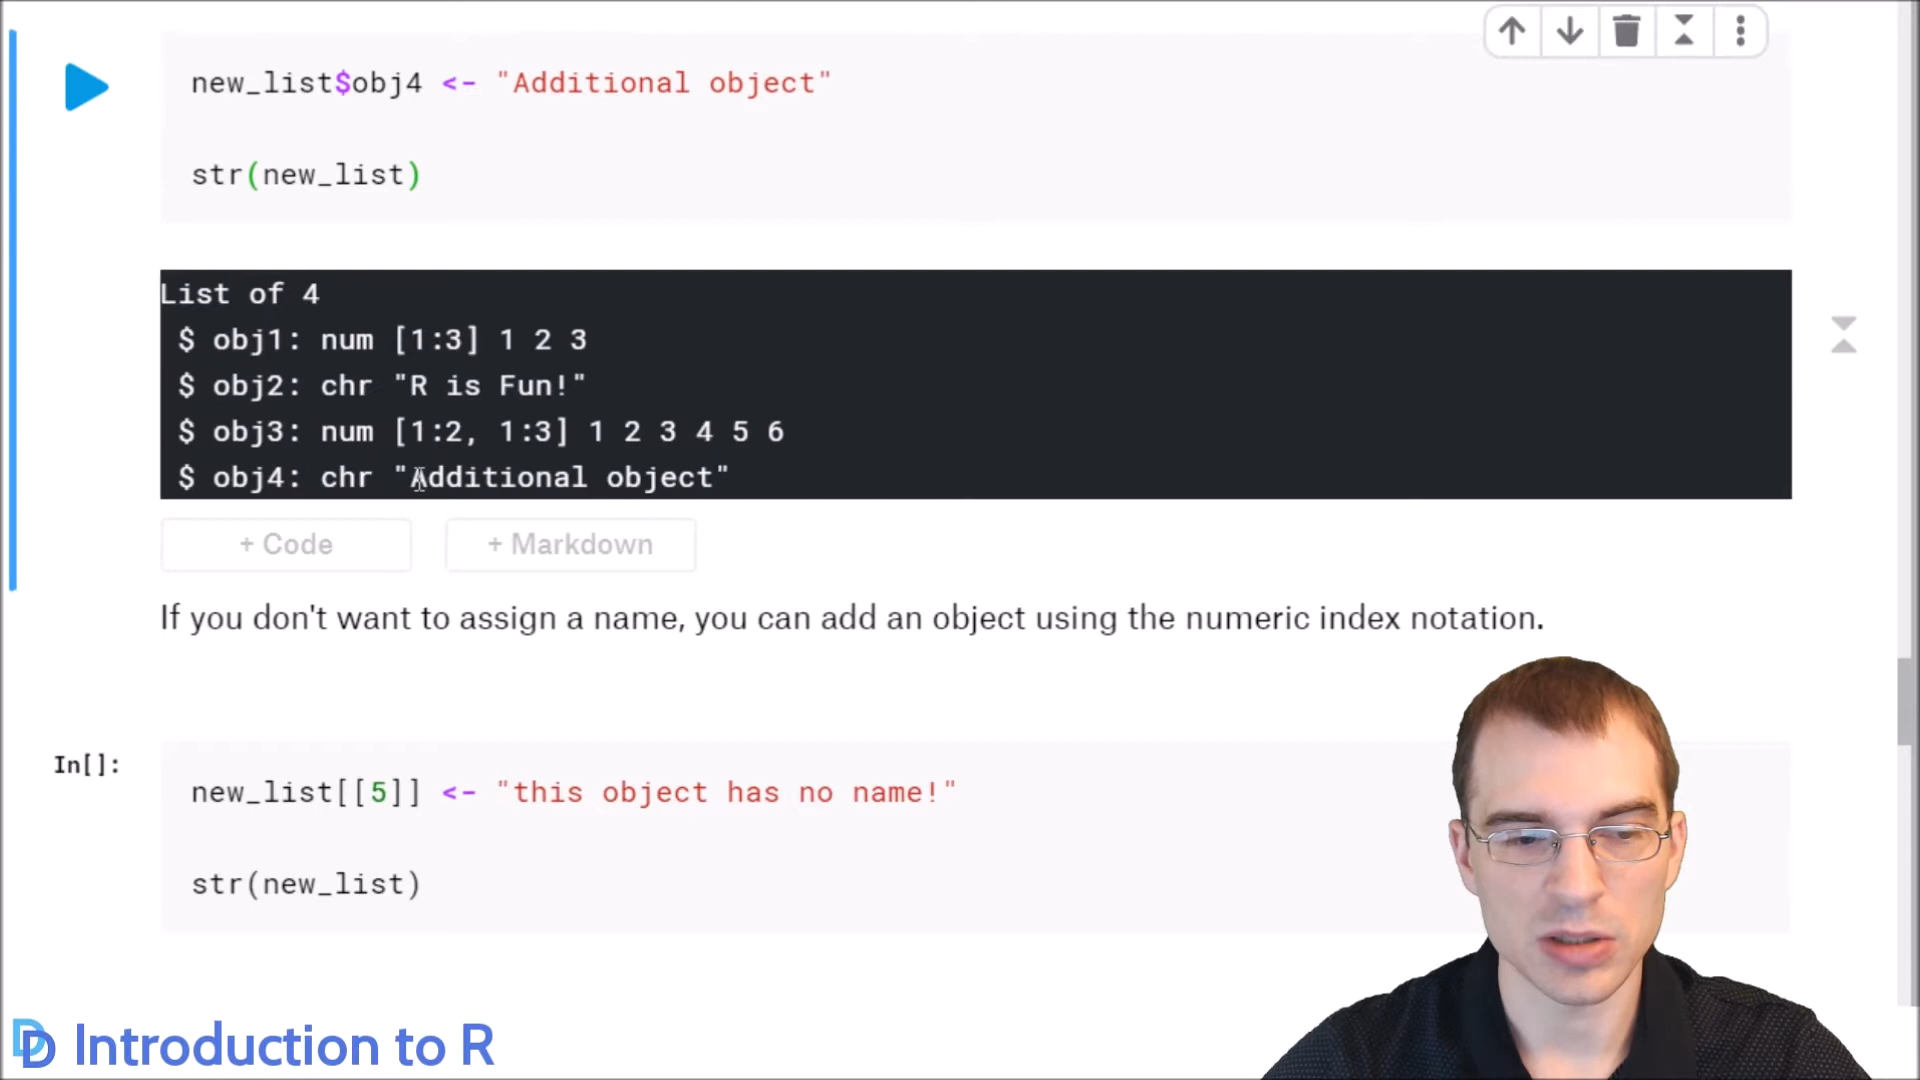 new_list$obj4 <- "Additional object"
str(new_list)
List of 4
$ obj1: num [1:3] 1 2 3
$ obj2: chr "R is Fun!"
$ obj3: num [1:2, 1:3] 1 2 3 4 5 6
$ obj4: chr "Additional object"
+ Code + Markdown
If you don't want to assign a name, you can add an object using the numeric index notation.
In[]:
new_list[[5]] <- "this object has no name!"
str(new_list)
D Introduction to R